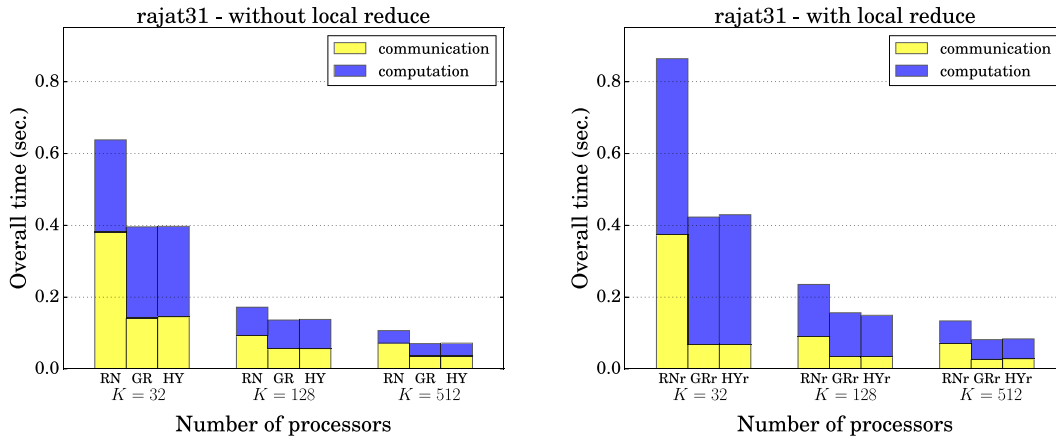 rajat31 - without local reduce
communication
computation
Overall time (sec.)
0.8
0.6
0.4
0.2
0.0
RN GR HY RN GR HY RN GR HY
K = 32 K = 128 K = 512
Number of processors
rajat31 - with local reduce
communication
computation
Overall time (sec.)
0.8
0.6
0.4
0.2
0.0
RNr GRr HYr RNr GRr HYr RNr GRr HYr
K = 32 K = 128 K = 512
Number of processors